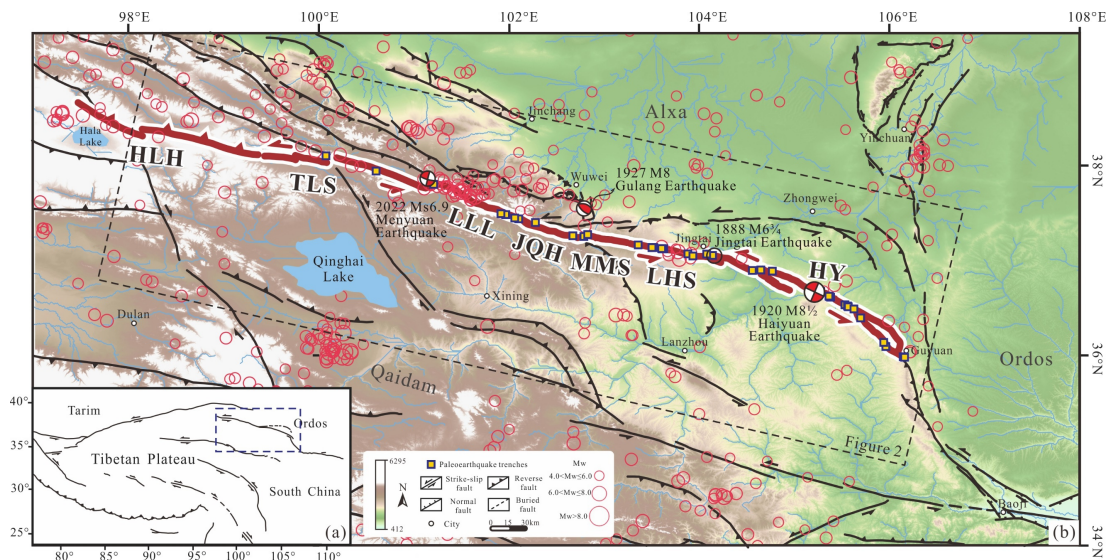 98°E
100°E
102°E
104°E
106°E
108°E
36°N
38°N
36°N
34°N
Alxa
Jinchang
Yinchuan
Hala
Lake
HLH
TLS
Wuwei
1927 M8
Gulang Earthquake
Zhongwei
2022 Ms6.9
Menyuan
Earthquake
LLL
JQH
MMS
LHS
Jingtai
1888 M6¾
Jingtai Earthquake
HY
Qinghai
Lake
Xining
1920 M8½
Haiyuan
Earthquake
Dulan
Lanzhou
Guyuan
Ordos
Qaidam
Figure 2
Baoji
(b)
40°
35°
30°
25°
Tarim
Ordos
Tibetan Plateau
South China
(a)
80°
90°
95°
100°
105°
110°
6295
412
N
Paleoearthquake trenches
Strike-slip
fault
Reverse
fault
Normal
fault
Buried
fault
City
0 15 30km
Mw
4.0<Mw≤6.0
6.0<Mw≤8.0
Mw>8.0